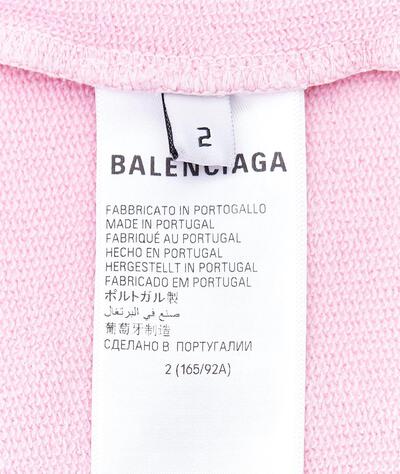 2
BALENCIAGA
FABBRICATO IN PORTOGALLO
MADE IN PORTUGAL
FABRIQUÉ AU PORTUGAL
HECHO EN PORTUGAL
HERGESTELLT IN PORTUGAL
FABRICADO EM PORTUGAL
ポルトガル製
صنع في البرتغال
葡萄牙制造
СДЕЛАНО В ПОРТУГАЛИИ
2 (165/92A)